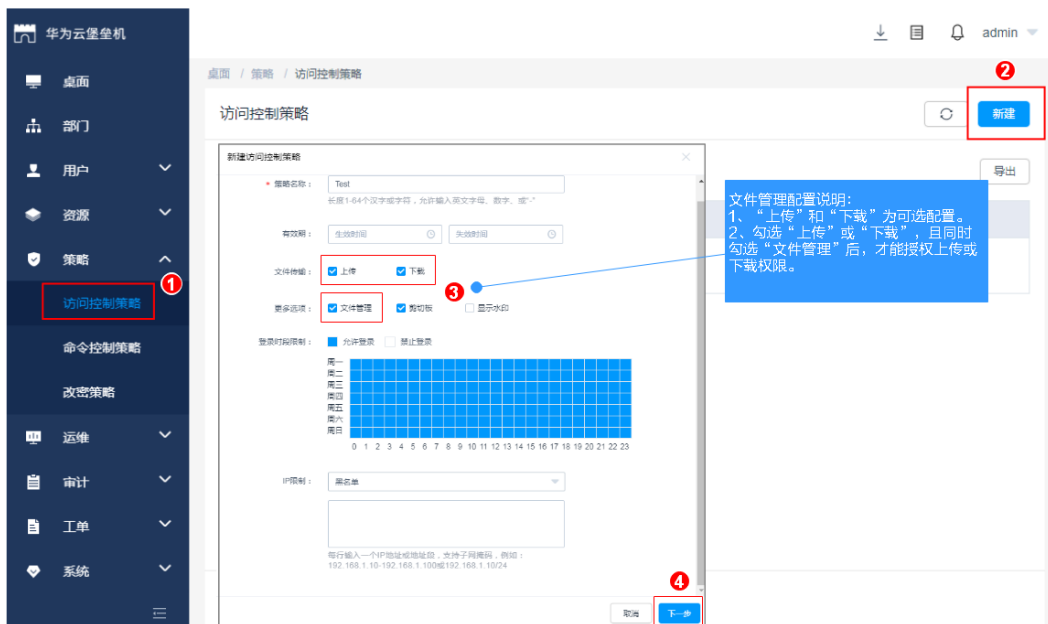 华为云堡垒机
admin
桌面
部门
用户
资源
策略
1
访问控制策略
命令控制策略
改密策略
运维
审计
工单
系统
桌面 / 策略 / 访问控制策略
2
访问控制策略
新建
导出
新建访问控制策略
* 策略名称：
Test
长度1-64个汉字或字符，允许输入英文字母、数字、或"-"
有效期：
生效时间
失效时间
文件传输：
上传
下载
3
更多选项：
文件管理
剪切板
显示水印
登录时段限制：
允许登录
禁止登录
周一
周二
周三
周四
周五
周六
周日
0 1 2 3 4 5 6 7 8 9 10 11 12 13 14 15 16 17 18 19 20 21 22 23
IP限制：
黑名单
每行输入一个IP地址或地址段，支持子网掩码，例如：
192.168.1.10-192.168.1.100或192.168.1.10/24
4
取消
下一步
文件管理配置说明：
1、“上传”和“下载”为可选配置。
2、勾选“上传”或“下载”，且同时
勾选“文件管理”后，才能授权上传或
下载权限。